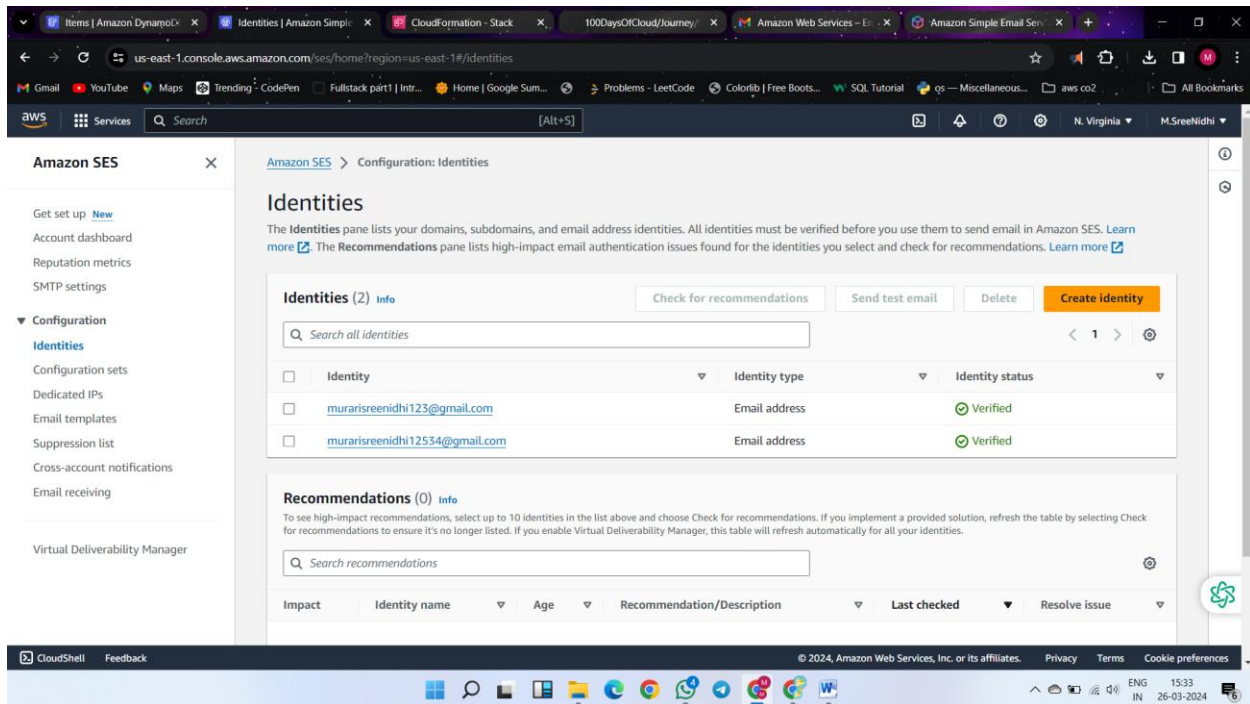 Items | Amazon DynamoD
Identities | Amazon Simple
CloudFormation - Stack
100DaysOfCloud/Journey/
Amazon Web Services – En
Amazon Simple Email Serv
us-east-1.console.aws.amazon.com/ses/home?region=us-east-1#/identities
M
Gmail YouTube Maps Trending - CodePen Fullstack part1 | Intr... Home | Google Sum... Problems - LeetCode Colorlib | Free Boots... SQL Tutorial qs — Miscellaneous... aws co2 All Bookmarks
aws Services Search [Alt+S] N. Virginia ▼ M.SreeNidhi ▼
Amazon SES
Get set up New
Account dashboard
Reputation metrics
SMTP settings
Configuration
Identities
Configuration sets
Dedicated IPs
Email templates
Suppression list
Cross-account notifications
Email receiving
Virtual Deliverability Manager
Amazon SES > Configuration: Identities
Identities
The Identities pane lists your domains, subdomains, and email address identities. All identities must be verified before you use them to send email in Amazon SES. Learn
more. The Recommendations pane lists high-impact email authentication issues found for the identities you select and check for recommendations. Learn more
Identities (2) Info Check for recommendations Send test email Delete Create identity
Search all identities < 1 >
Identity Identity type Identity status
murarisreenidhi123@gmail.com Email address Verified
murarisreenidhi12534@gmail.com Email address Verified
Recommendations (0) Info
To see high-impact recommendations, select up to 10 identities in the list above and choose Check for recommendations. If you implement a provided solution, refresh the table by selecting Check
for recommendations to ensure it's no longer listed. If you enable Virtual Deliverability Manager, this table will refresh automatically for all your identities.
Search recommendations
Impact Identity name Age Recommendation/Description Last checked Resolve issue
CloudShell Feedback © 2024, Amazon Web Services, Inc. or its affiliates. Privacy Terms Cookie preferences
ENG 15:33
IN 26-03-2024